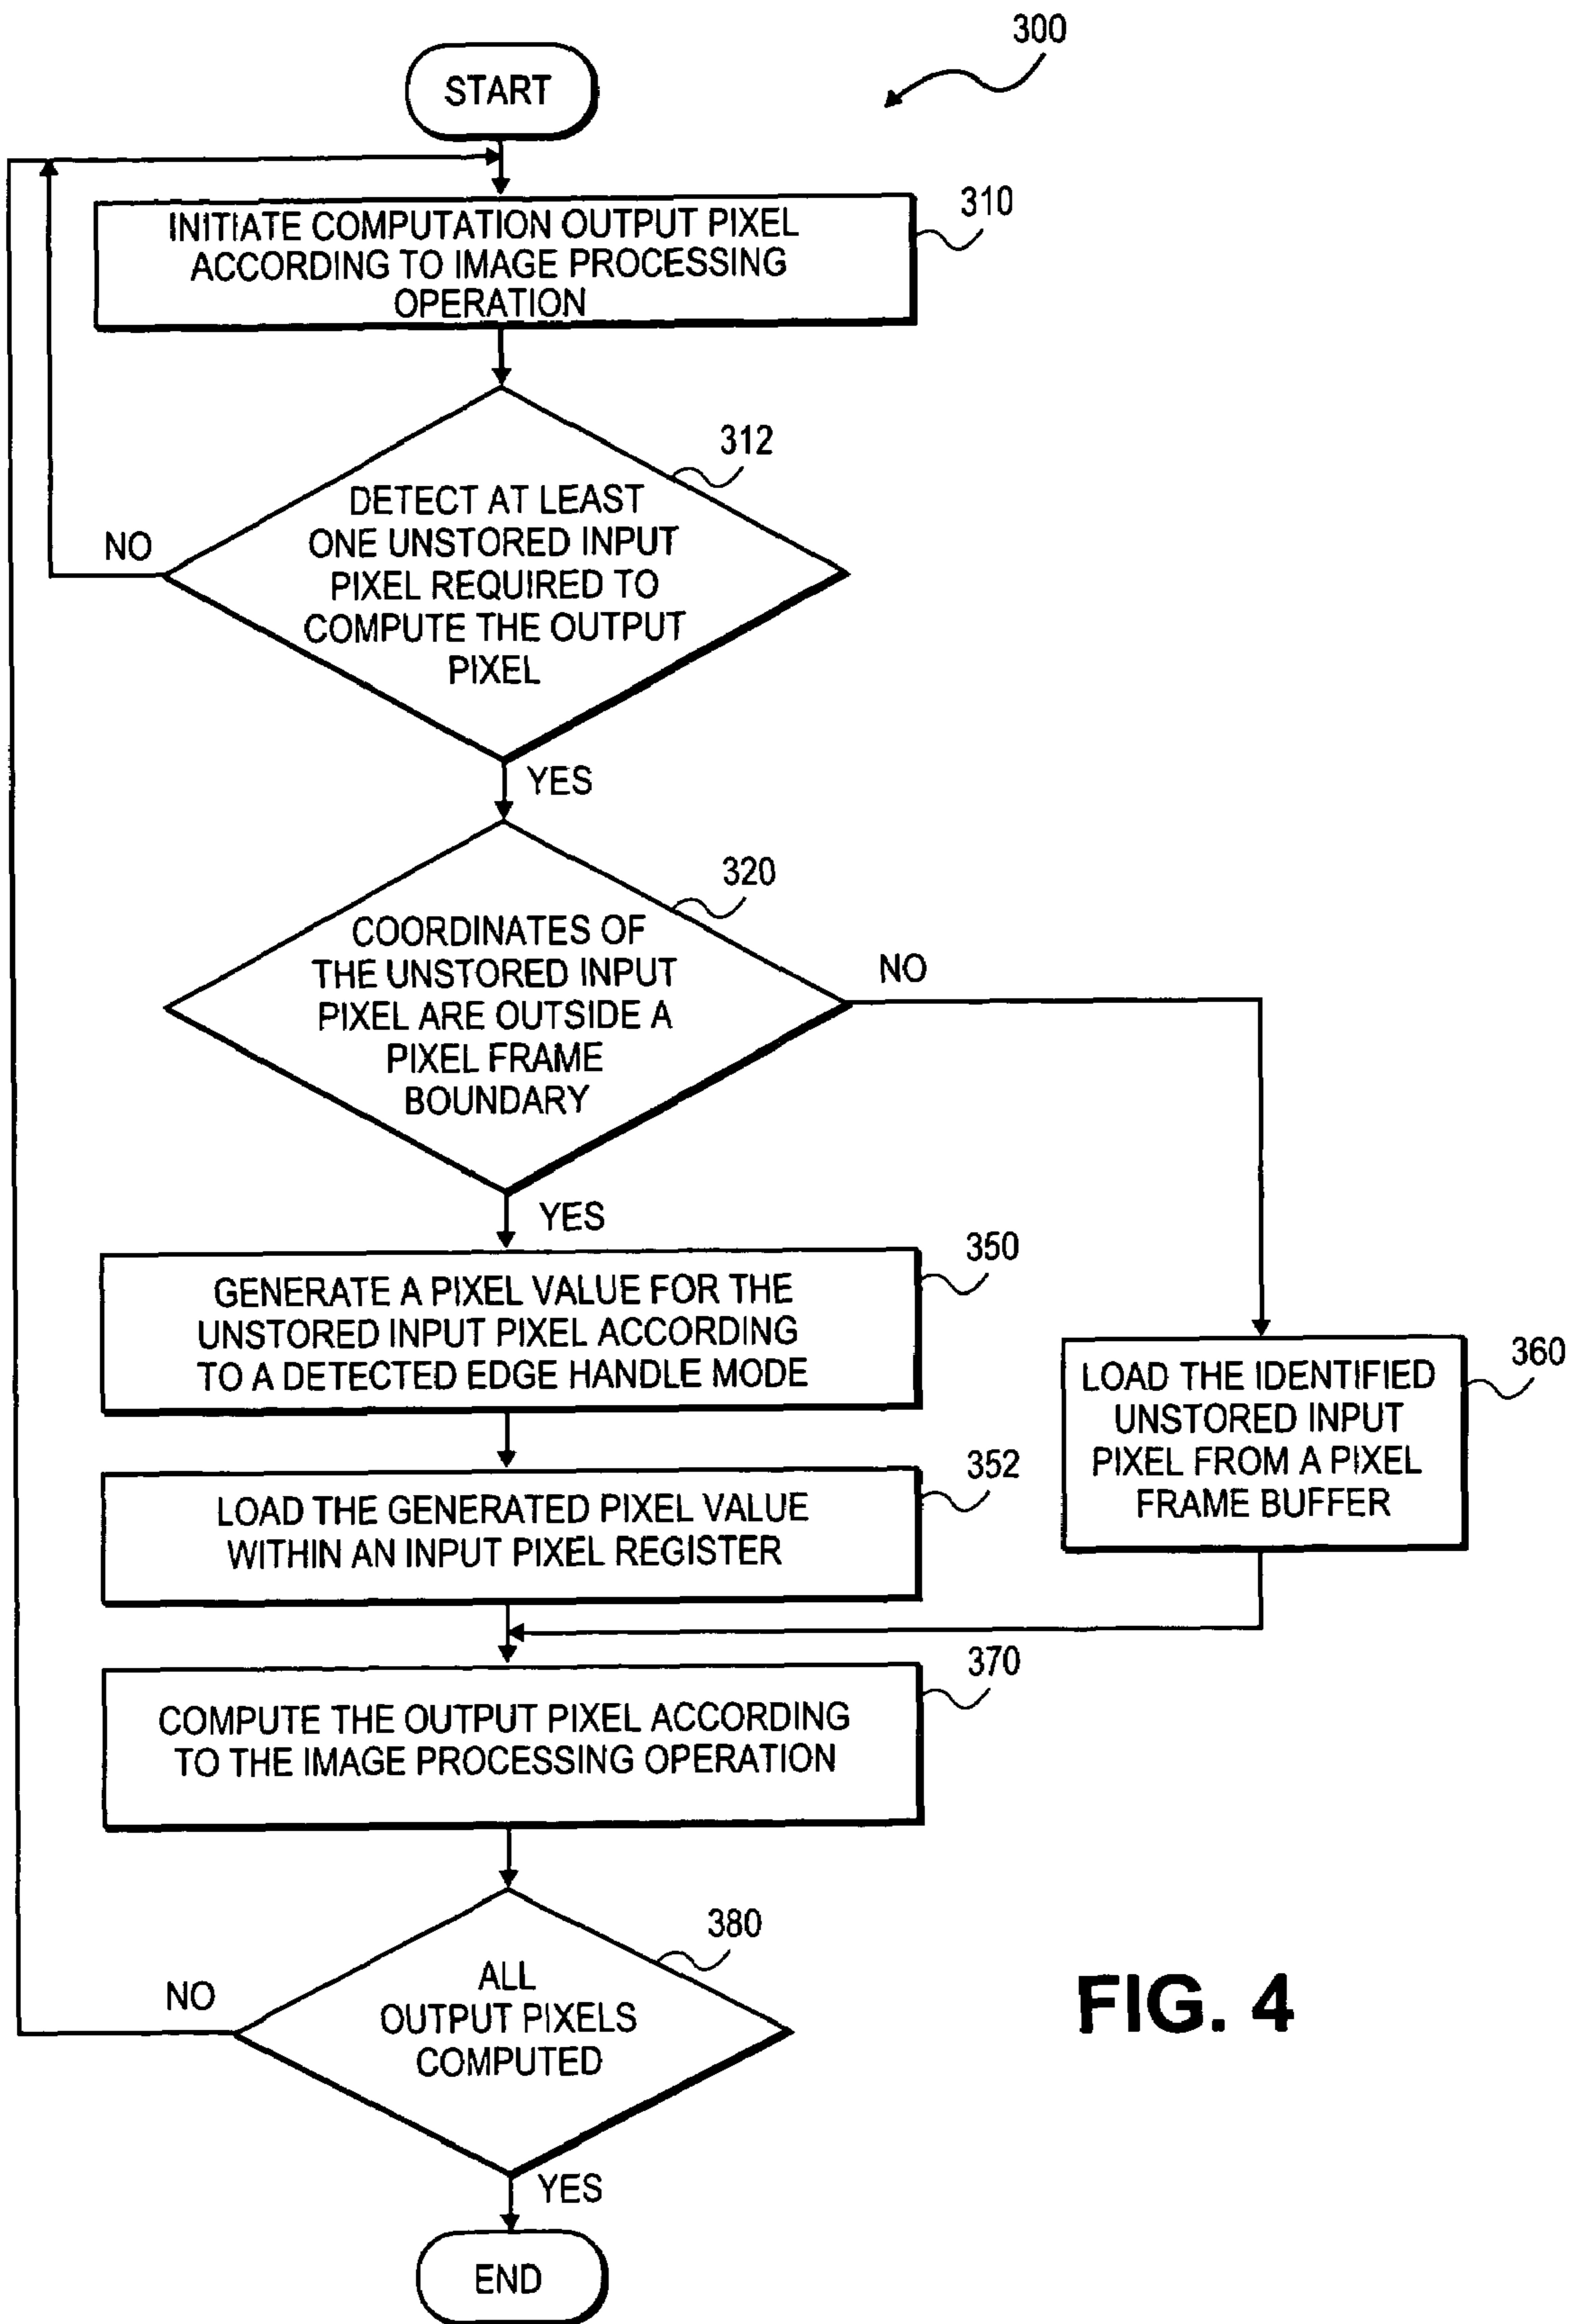 300
START
310
INITIATE COMPUTATION OUTPUT PIXEL
ACCORDING TO IMAGE PROCESSING
OPERATION
312
DETECT AT LEAST
ONE UNSTORED INPUT
PIXEL REQUIRED TO
COMPUTE THE OUTPUT
PIXEL
NO
YES
320
COORDINATES OF
THE UNSTORED INPUT
PIXEL ARE OUTSIDE A
PIXEL FRAME
BOUNDARY
NO
YES
350
GENERATE A PIXEL VALUE FOR THE
UNSTORED INPUT PIXEL ACCORDING
TO A DETECTED EDGE HANDLE MODE
360
LOAD THE IDENTIFIED
UNSTORED INPUT
PIXEL FROM A PIXEL
FRAME BUFFER
352
LOAD THE GENERATED PIXEL VALUE
WITHIN AN INPUT PIXEL REGISTER
370
COMPUTE THE OUTPUT PIXEL ACCORDING
TO THE IMAGE PROCESSING OPERATION
380
ALL
OUTPUT PIXELS
COMPUTED
NO
YES
END
FIG. 4